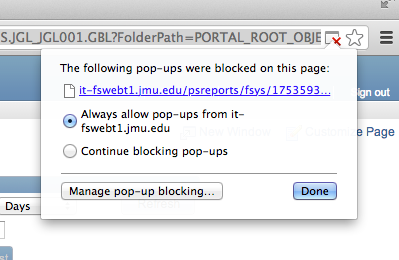 S.JGL_JGL001.GBL?FolderPath=PORTAL_ROOT_OBJE
The following pop-ups were blocked on this page:
it-fswebt1.jmu.edu/psreports/fsys/1753593...
ign out
Always allow pop-ups from it-
fswebt1.jmu.edu
New Window
Customize Page
Continue blocking pop-ups
Manage pop-up blocking...
Done
Days